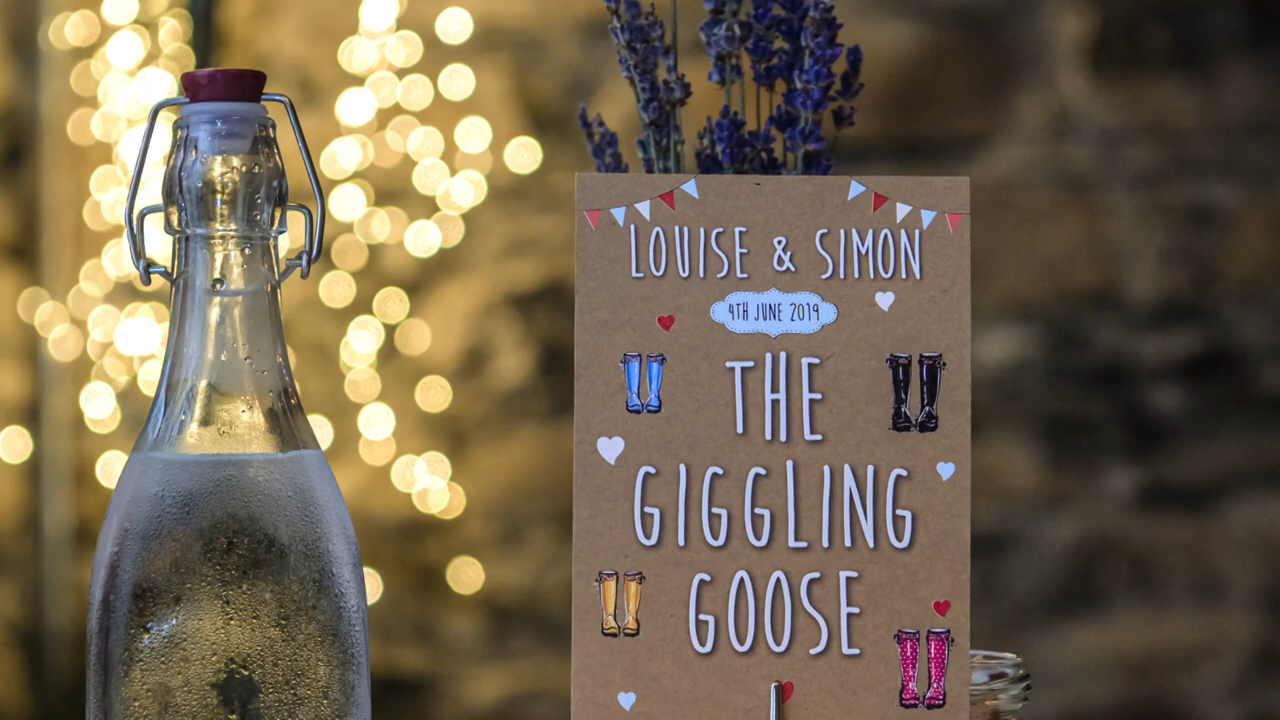 LOUISE & SIMON
4TH JUNE 2019
THE
GIGGLING
GOOSE